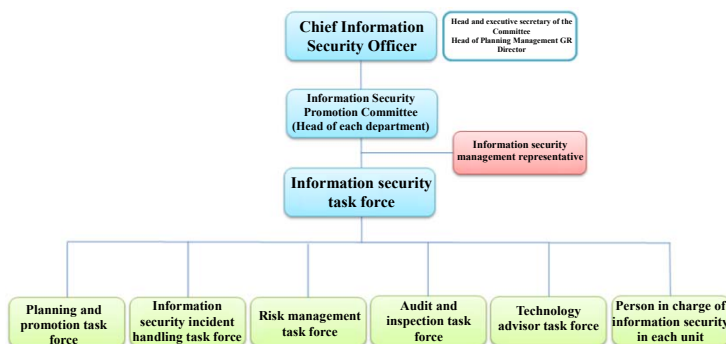 Chief Information
Security Officer
Head and executive secretary of the
Committee
Head of Planning Management GR
Director
Information Security
Promotion Committee
(Head of each department)
Information security
management representative
Information security
task force
Planning and
promotion task
force
Information
security incident
handling task force
Risk management
task force
Audit and
inspection task
force
Technology
advisor task force
Person in charge of
information security
in each unit